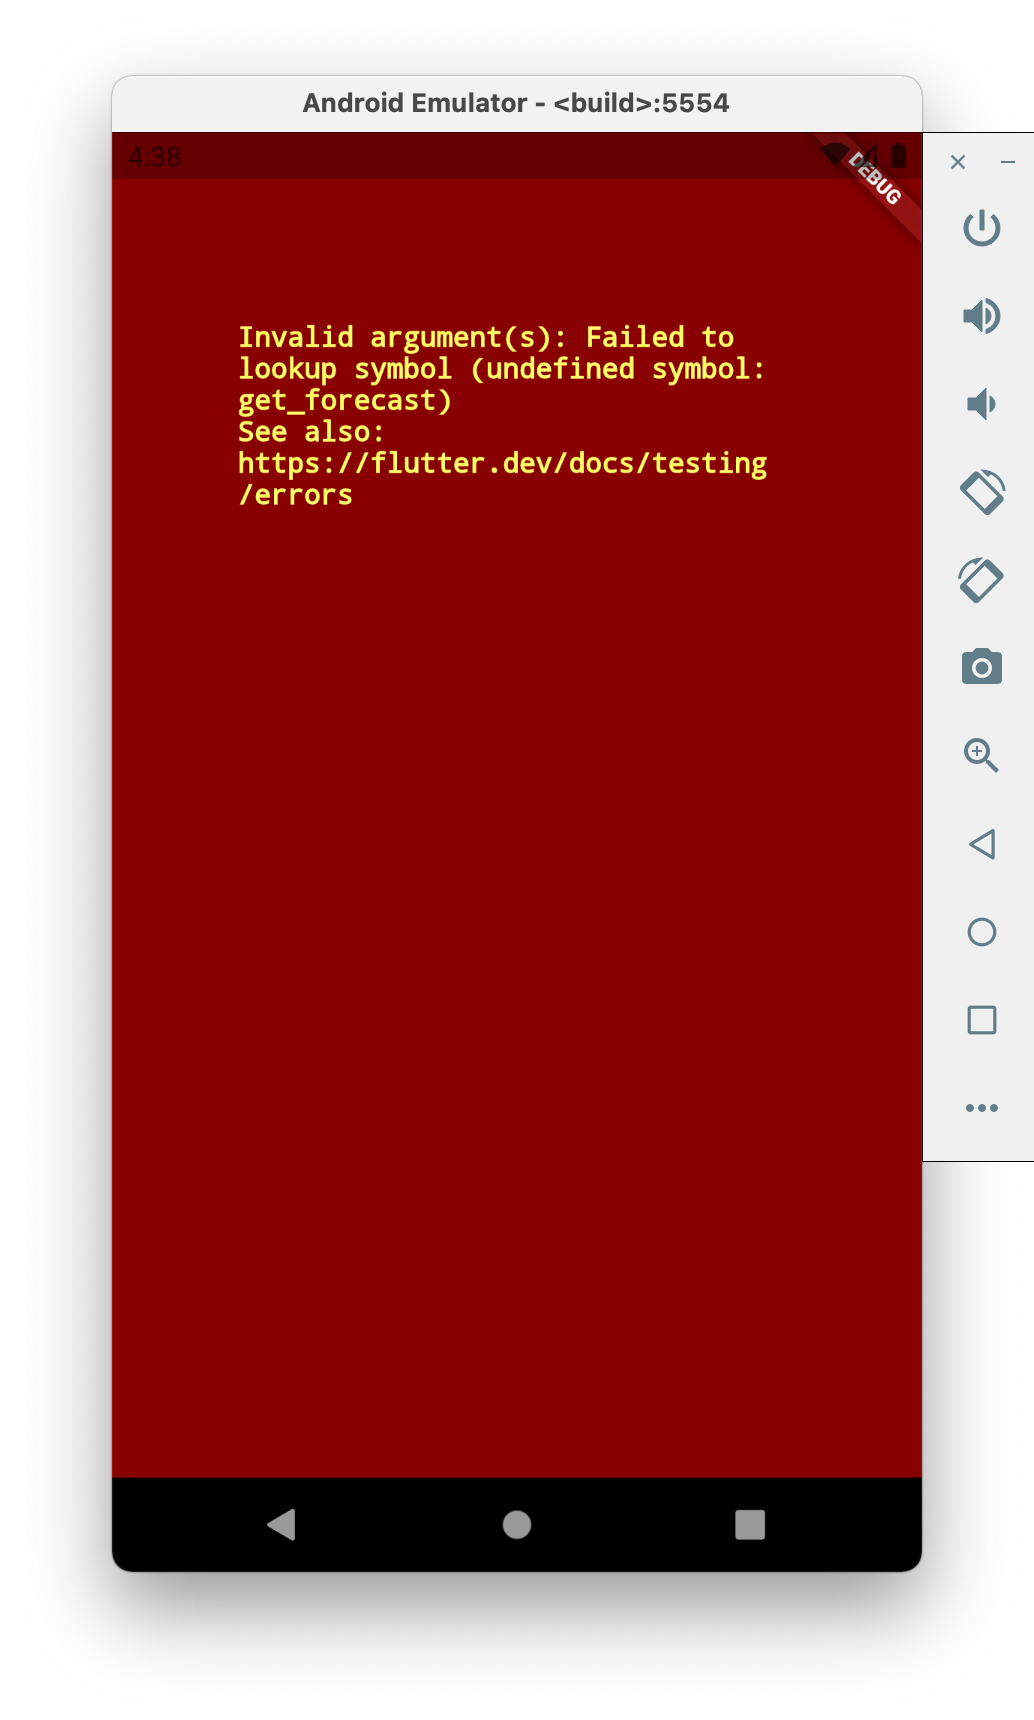 Android Emulator - <build>:5554
4:38
DEBUG
Invalid argument(s): Failed to
lookup symbol (undefined symbol:
get_forecast)
See also:
https://flutter.dev/docs/testing
/errors